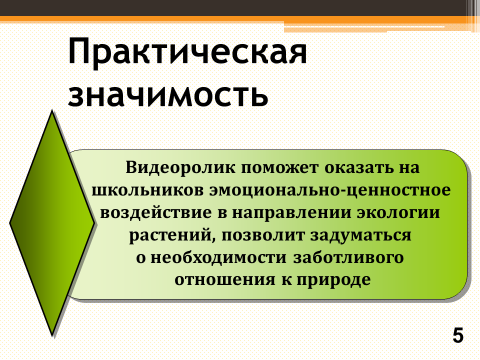 Практическая
значимость
Видеоролик поможет оказать на
школьников эмоционально-ценностное
воздействие в направлении экологии
растений, позволит задуматься
о необходимости заботливого
отношения к природе
5